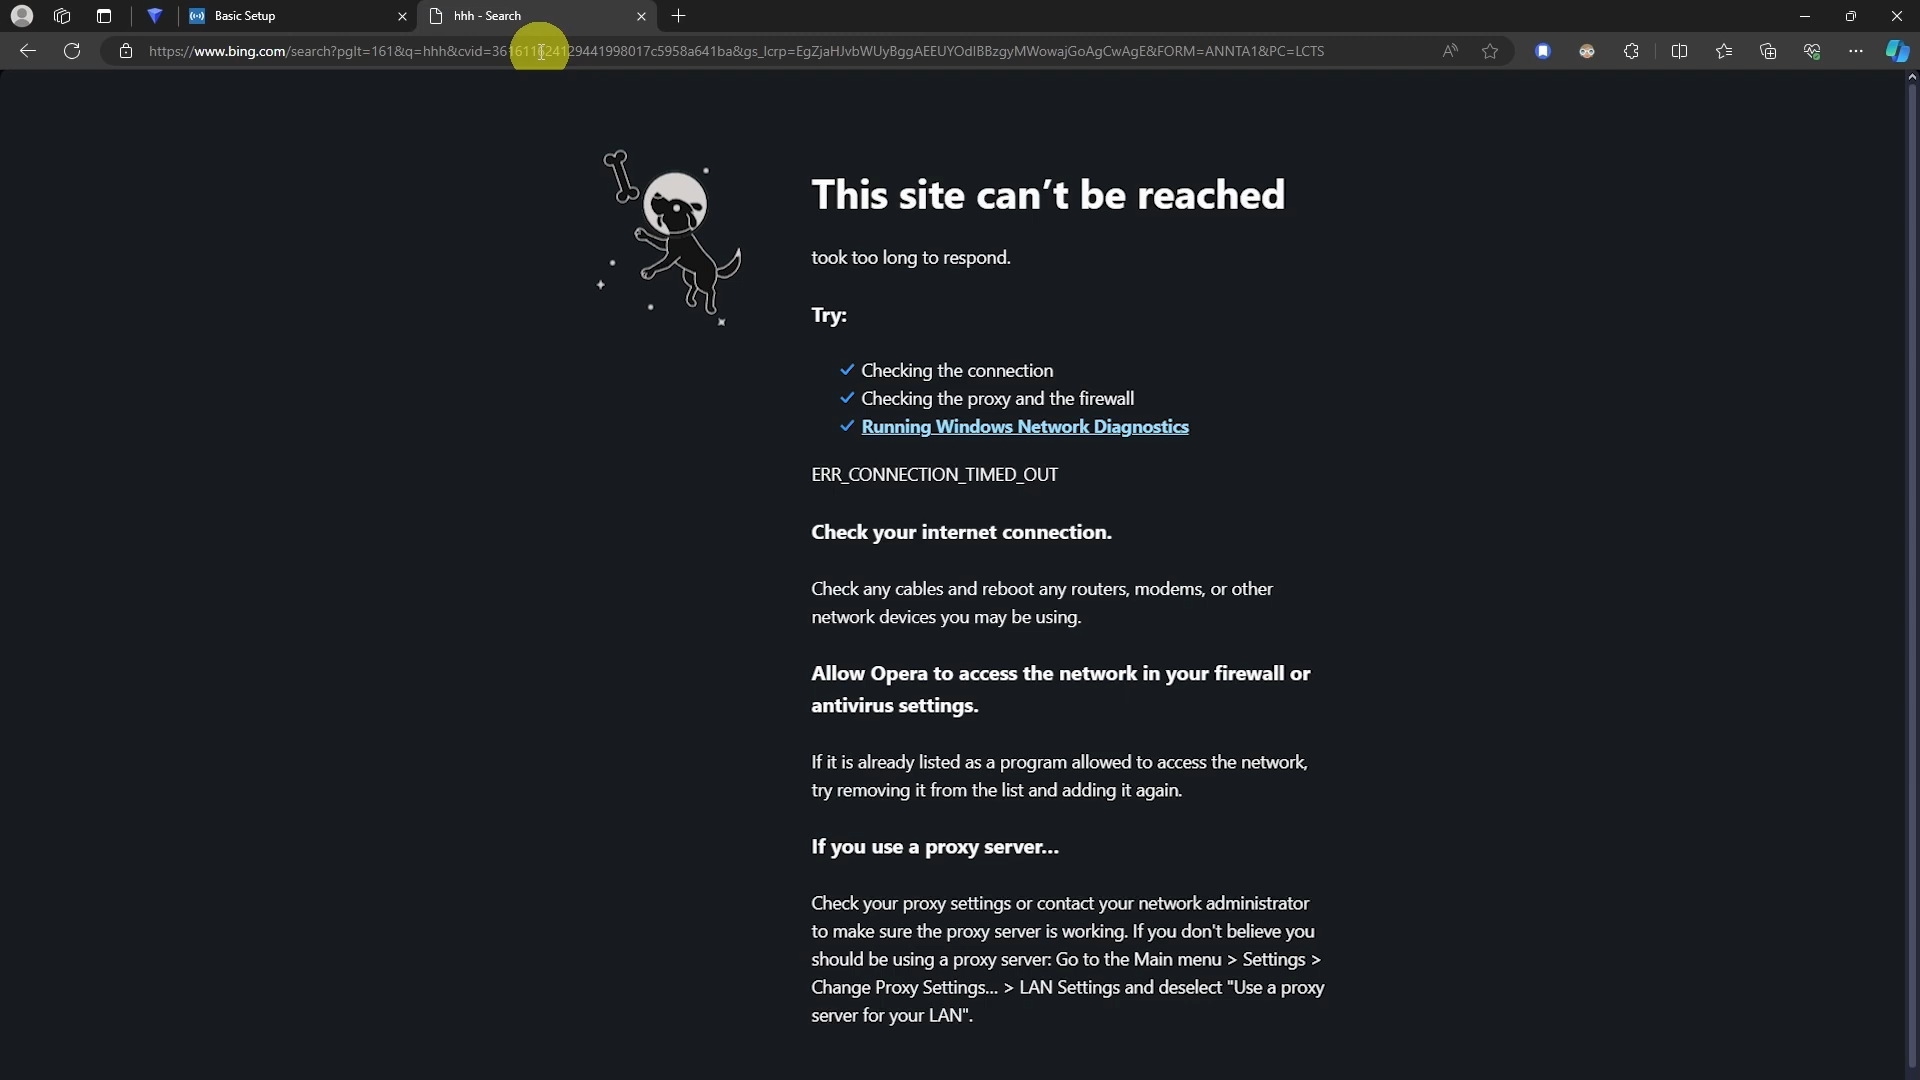 Basic Setup
hhh - Search
https://www.bing.com/search?pglt=161&q=hhh&cvid=361611624129441998017c5958a641ba&gs_lcrp=EgZjaHJvbWUyBggAEEUYOdIBBzgyMWowajGoAgCwAgE&FORM=ANNTA1&PC=LCTS
This site can’t be reached
took too long to respond.
Try:
Checking the connection
Checking the proxy and the firewall
Running Windows Network Diagnostics
ERR_CONNECTION_TIMED_OUT
Check your internet connection.
Check any cables and reboot any routers, modems, or other
network devices you may be using.
Allow Opera to access the network in your firewall or
antivirus settings.
If it is already listed as a program allowed to access the network,
try removing it from the list and adding it again.
If you use a proxy server...
Check your proxy settings or contact your network administrator
to make sure the proxy server is working. If you don't believe you
should be using a proxy server: Go to the Main menu > Settings >
Change Proxy Settings... > LAN Settings and deselect "Use a proxy
server for your LAN".